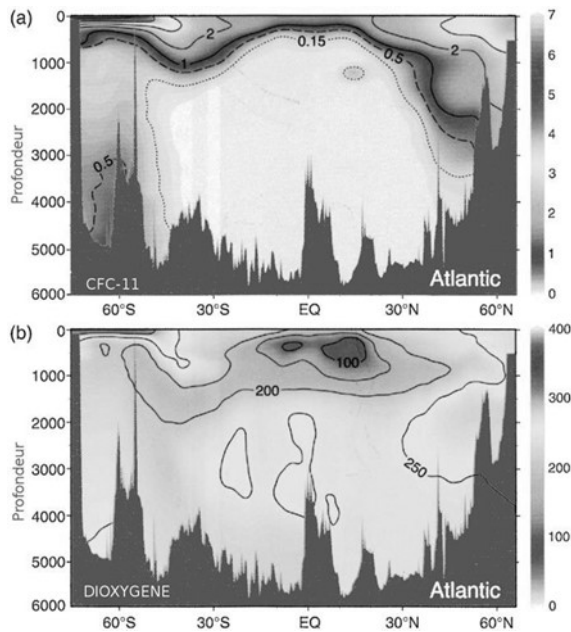 (a)
0
1000
2000
3000
4000
5000
6000
Profondeur
2
0.15
0.5
2
1
0.5
CFC-11
Atlantic
60°S
30°S
EQ
30°N
60°N
7
6
5
4
3
2
1
0
(b)
0
1000
2000
3000
4000
5000
6000
Profondeur
100
200
250
DIOXYGENE
Atlantic
60°S
30°S
EQ
30°N
60°N
400
300
200
100
0